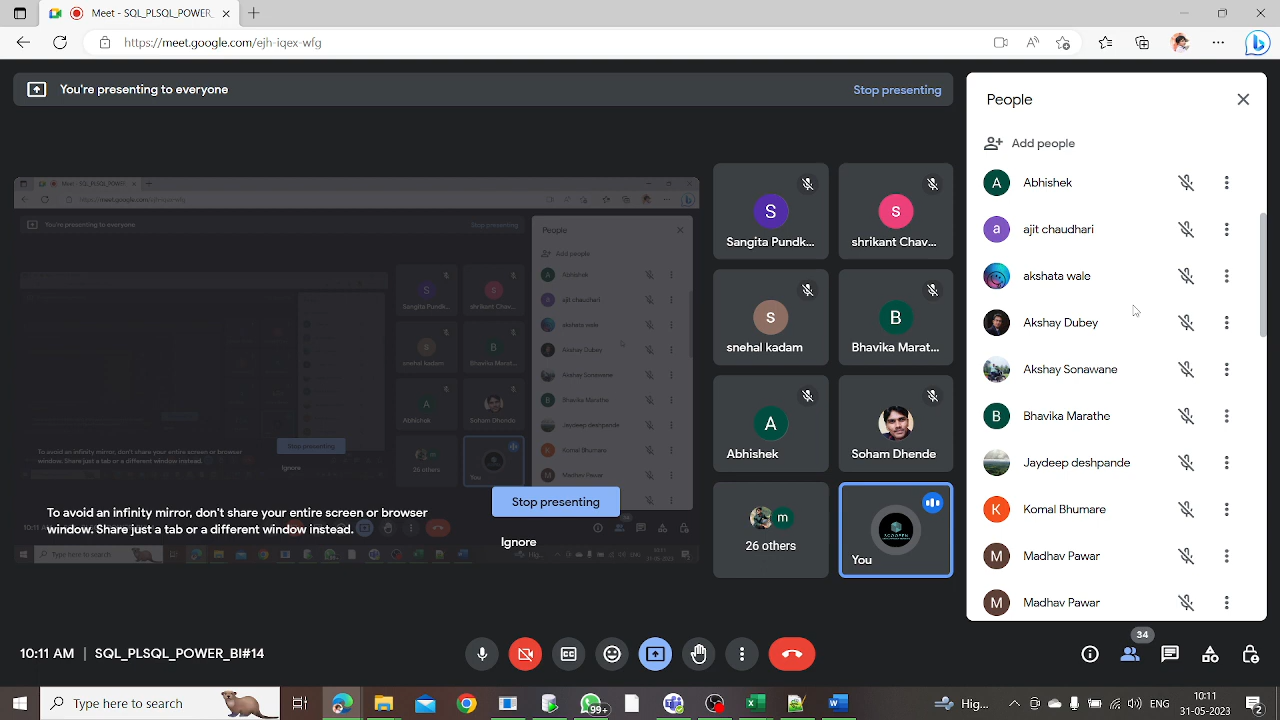 Meet - SQL_PLSQL_POWER_
https://meet.google.com/ejh-iqex-wfg
You're presenting to everyone
Stop presenting
People
Add people
Abhishek
ajit chaudhari
akshata wale
Akshay Dubey
Akshay Sonawane
Bhavika Marathe
Jaydeep deshpande
Komal Bhumare
Madhav Pawar
Madhav Pawar
S
Sangita Pundk...
s
shrikant Chav...
s
snehal kadam
B
Bhavika Marat...
A
Abhishek
Soham Dhende
m
26 others
You
A
a
B
K
M
M
Stop presenting
To avoid an infinity mirror, don't share your entire screen or browser
window. Share just a tab or a different window instead.
Ignore
34
10:11 AM | SQL_PLSQL_POWER_BI#14
Type here to search
99+
Hig...
ENG
10:11
31-05-2023
2